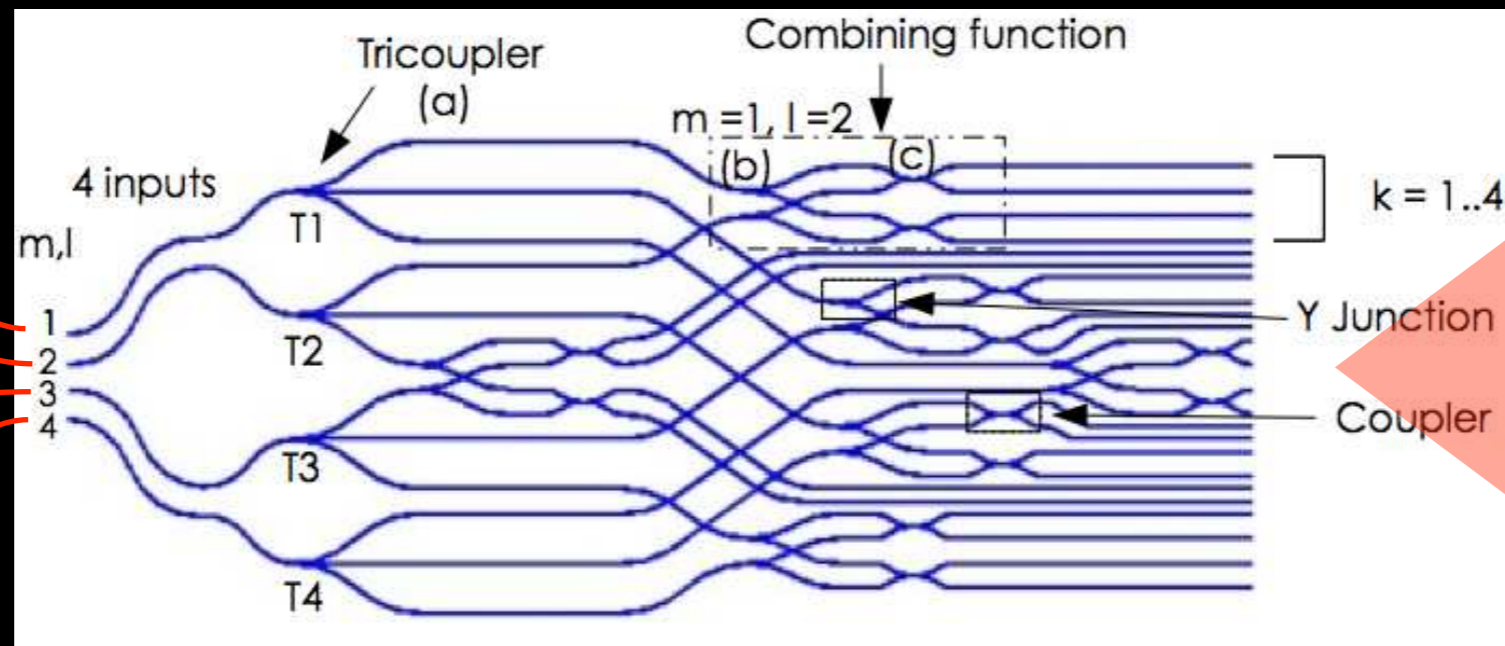 Combining function
Tricoupler
(a)
m =1, l =2
(b)
(c)
4 inputs
k = 1..4
T1
m,l
1
Y Junction
2
T2
3
4
Coupler
T3
T4